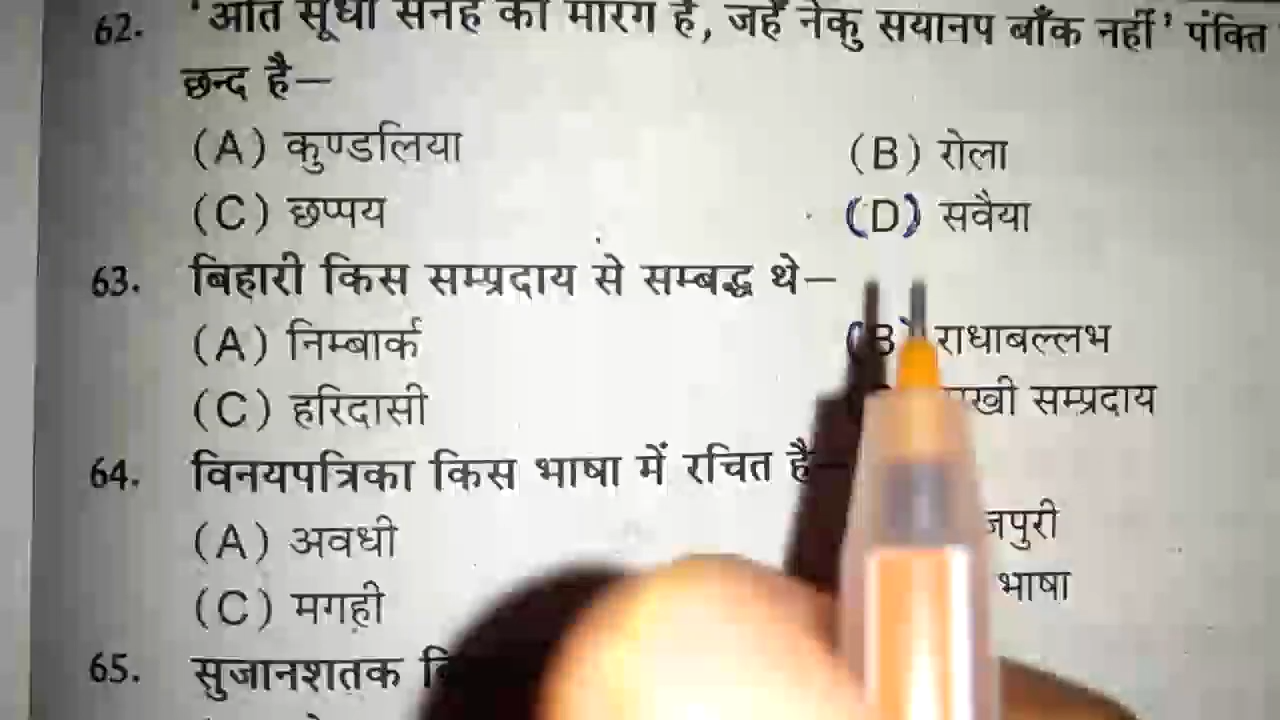 62. 'अति सूधो सनेह को मारग है, जहँ नेकु सयानप बाँक नहीं' पंक्ति
छन्द है—
(A) कुण्डलिया (B) रोला
(C) छप्पय (D) सवैया
63. बिहारी किस सम्प्रदाय से सम्बद्ध थे—
(A) निम्बार्क (B) राधाबल्लभ
(C) हरिदासी सम्प्रदाय
64. विनयपत्रिका किस भाषा में रचित है—
(A) अवधी
(C) मगही भाषा
65. सुजानशतक